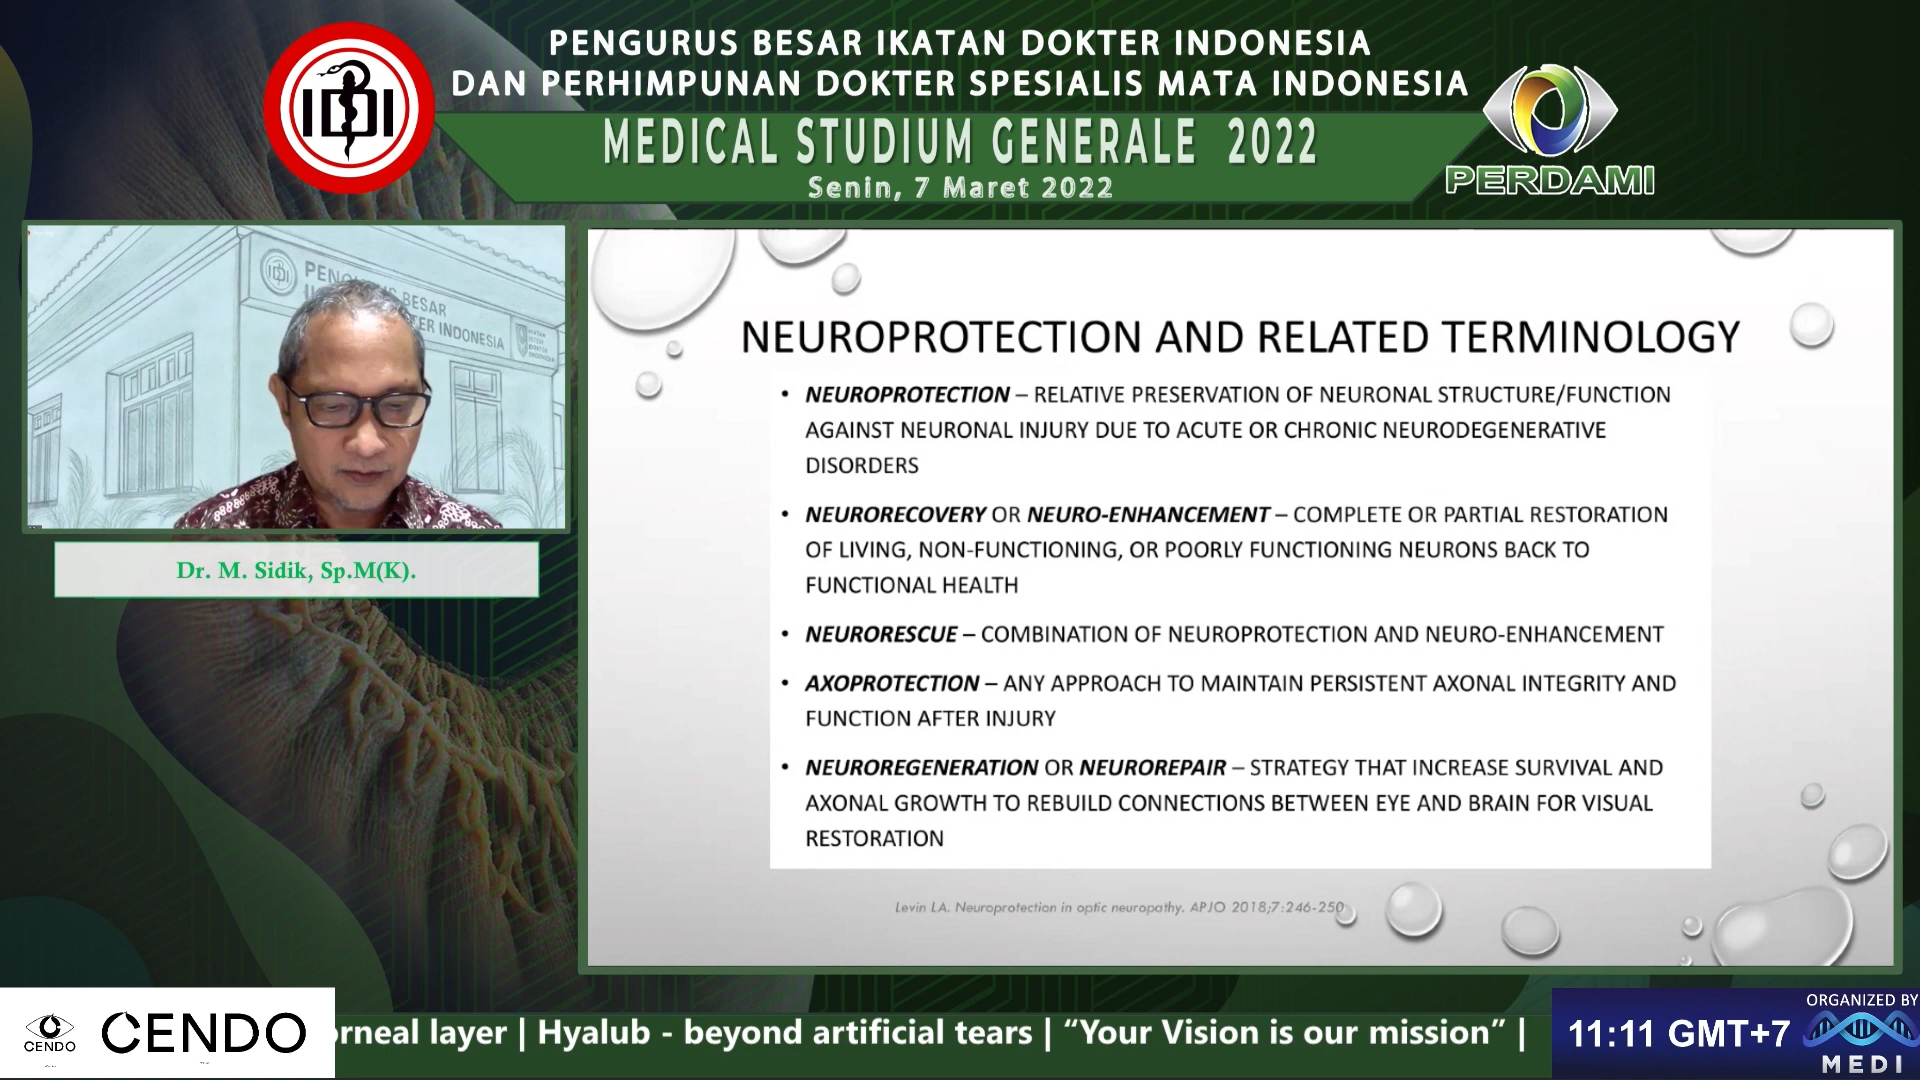 PENGURUS BESAR IKATAN DOKTER INDONESIA
DAN PERHIMPUNAN DOKTER SPESIALIS MATA INDONESIA
MEDICAL STUDIUM GENERALE 2022
Senin, 7 Maret 2022
IDI
PERDAMI
IDI
BESAR
DOKTER INDONESIA
Dr. M. Sidik, Sp.M(K).
NEUROPROTECTION AND RELATED TERMINOLOGY
• NEUROPROTECTION – RELATIVE PRESERVATION OF NEURONAL STRUCTURE/FUNCTION
AGAINST NEURONAL INJURY DUE TO ACUTE OR CHRONIC NEURODEGENERATIVE
DISORDERS
• NEURORECOVERY OR NEURO-ENHANCEMENT – COMPLETE OR PARTIAL RESTORATION
OF LIVING, NON-FUNCTIONING, OR POORLY FUNCTIONING NEURONS BACK TO
FUNCTIONAL HEALTH
• NEURORESCUE – COMBINATION OF NEUROPROTECTION AND NEURO-ENHANCEMENT
• AXOPROTECTION – ANY APPROACH TO MAINTAIN PERSISTENT AXONAL INTEGRITY AND
FUNCTION AFTER INJURY
• NEUROREGENERATION OR NEUROREPAIR – STRATEGY THAT INCREASE SURVIVAL AND
AXONAL GROWTH TO REBUILD CONNECTIONS BETWEEN EYE AND BRAIN FOR VISUAL
RESTORATION
Levin LA. Neuroprotection in optic neuropathy. APJO 2018;7:246-250
CENDO
CENDO
orneal layer | Hyalub - beyond artificial tears | “Your Vision is our mission” |
11:11 GMT+7
ORGANIZED BY
MEDI